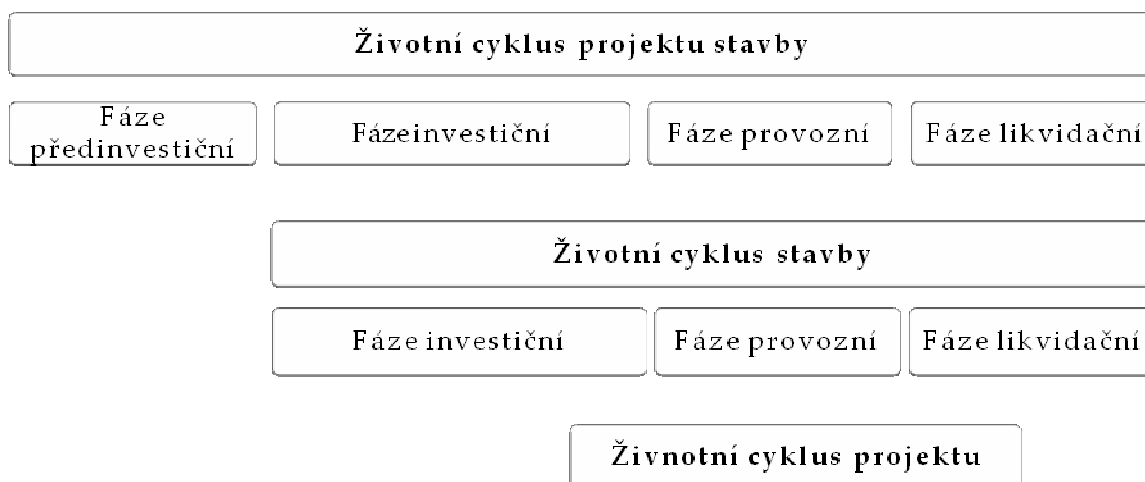 Životní cyklus projektu stavby
Fáze
předinvestiční
Fázeinvestiční
Fáze provozní
Fáze likvidační
Životní cyklus stavby
Fáze investiční
Fáze provozní
Fáze likvidační
Živnotní cyklus projektu